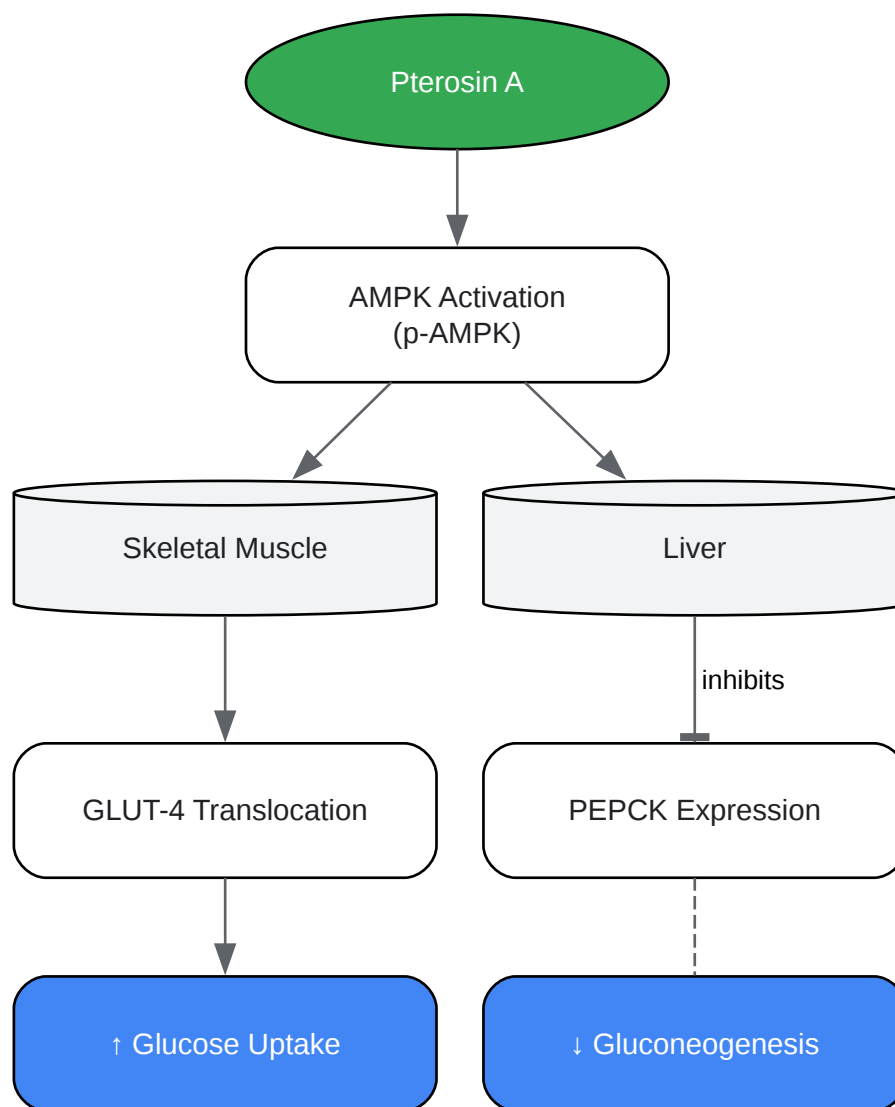 Pterosin A
AMPK Activation
(p-AMPK)
Skeletal Muscle
Liver
inhibits
GLUT-4 Translocation
PEPCK Expression
↑ Glucose Uptake
↓ Gluconeogenesis